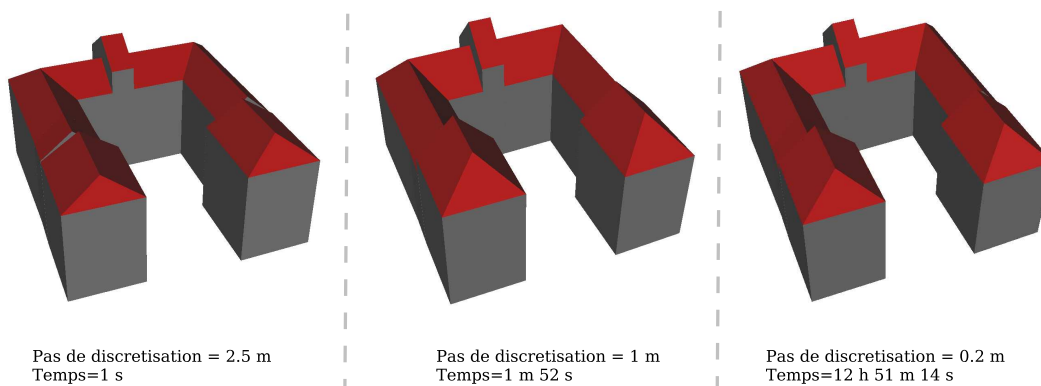 Pas de discretisation = 2.5 m
Temps=1 s
Pas de discretisation = 1 m
Temps=1 m 52 s
Pas de discretisation = 0.2 m
Temps=12 h 51 m 14 s